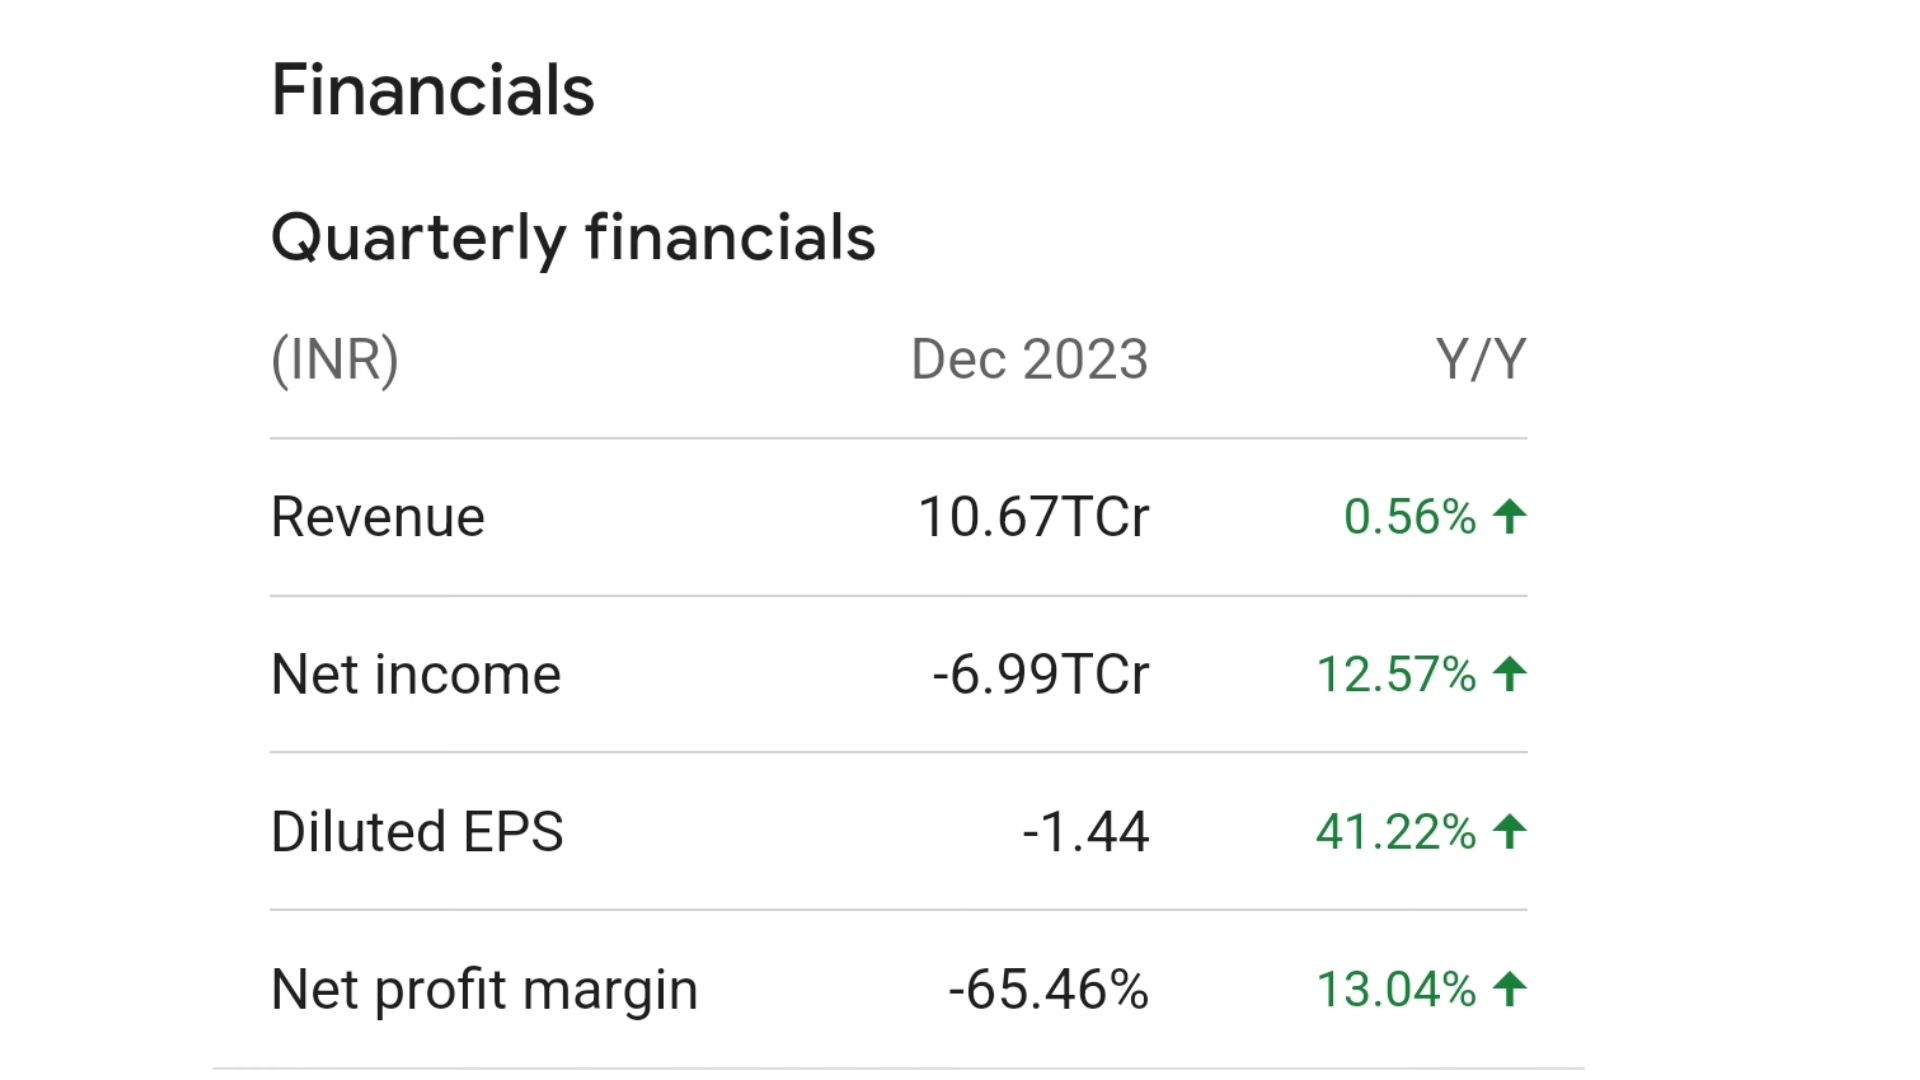 Financials
Quarterly financials
(INR) Dec 2023 Y/Y
Revenue 10.67TCr 0.56%
Net income -6.99TCr 12.57%
Diluted EPS -1.44 41.22%
Net profit margin -65.46% 13.04%